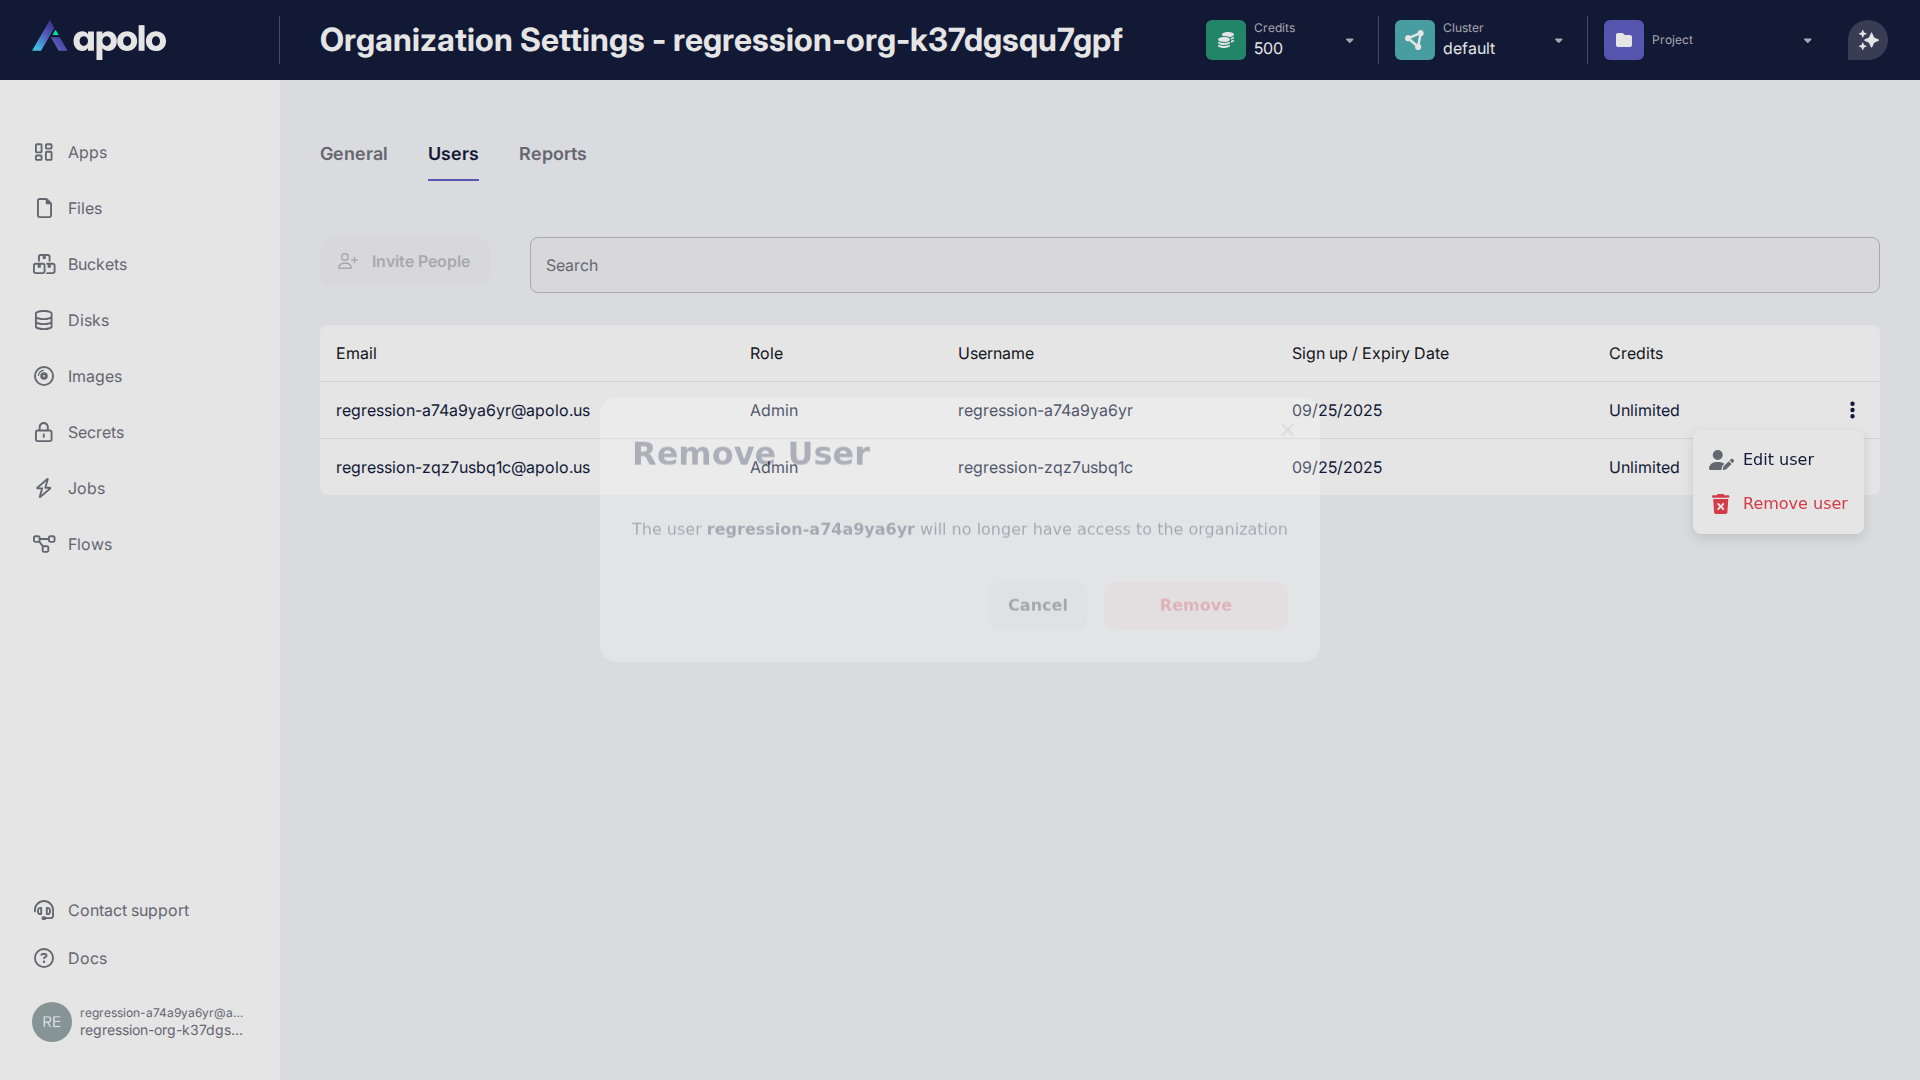 apolo
Organization Settings - regression-org-k37dgsqu7gpf
Credits
500
Cluster
default
Project
Apps
Files
Buckets
Disks
Images
Secrets
Jobs
Flows
General Users Reports
Invite People
Search
Email Role Username Sign up / Expiry Date Credits
regression-a74a9ya6yr@apolo.us Admin regression-a74a9ya6yr 09/25/2025 Unlimited
regression-zqz7usbq1c@apolo.us Admin regression-zqz7usbq1c 09/25/2025 Unlimited
Edit user
Remove user
Remove User
The user regression-a74a9ya6yr will no longer have access to the organization
Cancel Remove
Contact support
Docs
RE
regression-a74a9ya6yr@a...
regression-org-k37dgs...